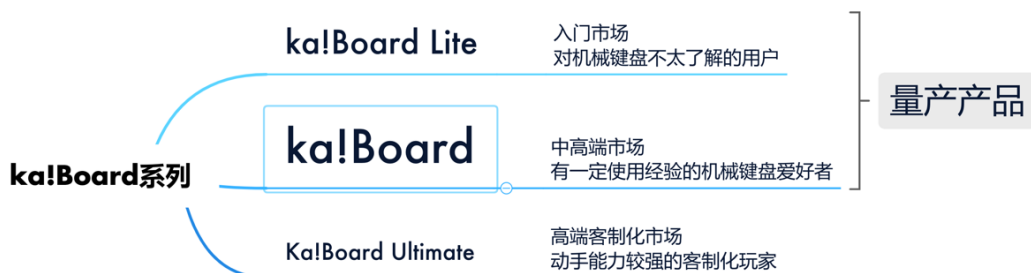 ka!Board Lite
入门市场
对机械键盘不太了解的用户
量产产品
ka!Board
中高端市场
有一定使用经验的机械键盘爱好者
ka!Board系列
Ka!Board Ultimate
高端客制化市场
动手能力较强的客制化玩家